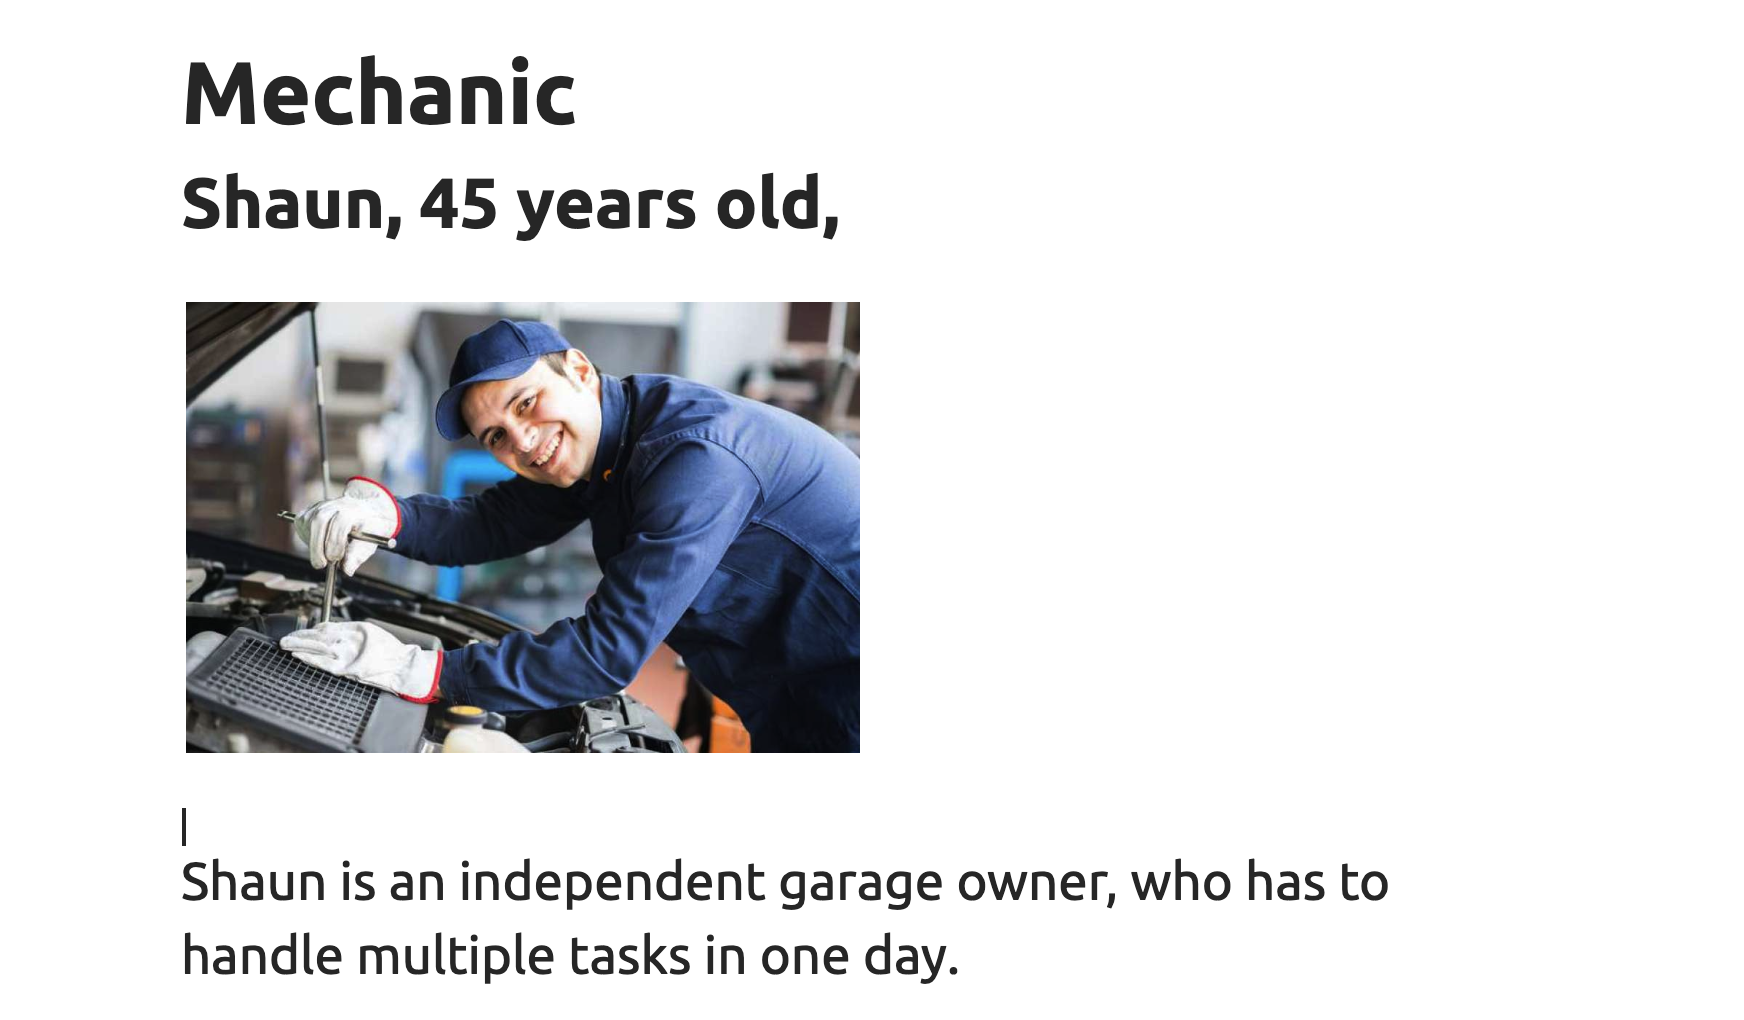 Mechanic
Shaun, 45 years old,
Shaun is an independent garage owner, who has to
handle multiple tasks in one day.